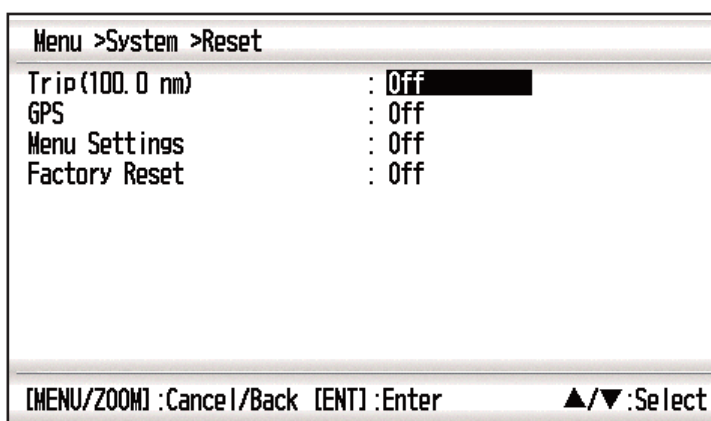 Menu >System >Reset
Trip(100.0 nm) : Off
GPS : Off
Menu Settings : Off
Factory Reset : Off
[MENU/ZOOM]:Cancel/Back [ENT]:Enter ▲/▼:Select